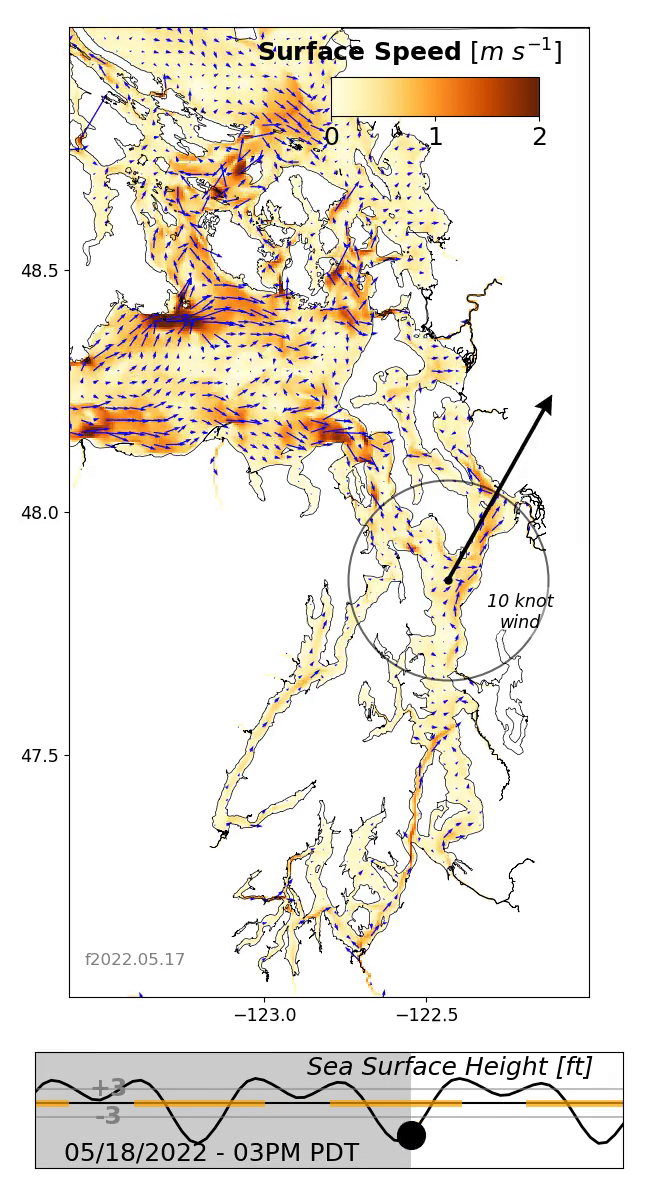 Surface Speed [m s⁻¹]
0 1 2
48.5
48.0
10 knot
wind
47.5
f2022.05.17
−123.0 −122.5
Sea Surface Height [ft]
+3
-3
05/18/2022 - 03PM PDT